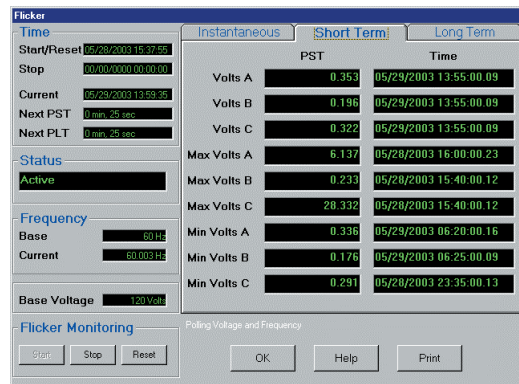 Flicker
Time
Start/Reset 05/28/2003 15:37:55
Stop 00/00/0000 00:00:00
Current 05/29/2003 13:59:35
Next PST 0 min, 25 sec
Next PLT 0 min, 25 sec
Status
Active
Frequency
Base 60 Hz
Current 60.003 Hz
Base Voltage 120 Volts
Flicker Monitoring
Start Stop Reset
Instantaneous Short Term Long Term
PST Time
Volts A 0.353 05/29/2003 13:55:00.09
Volts B 0.196 05/29/2003 13:55:00.09
Volts C 0.322 05/29/2003 13:55:00.09
Max Volts A 6.137 05/28/2003 16:00:00.23
Max Volts B 0.233 05/28/2003 15:40:00.12
Max Volts C 28.332 05/28/2003 15:40:00.12
Min Volts A 0.336 05/29/2003 06:20:00.16
Min Volts B 0.176 05/29/2003 06:25:00.09
Min Volts C 0.291 05/28/2003 23:35:00.13
Polling Voltage and Frequency
OK Help Print